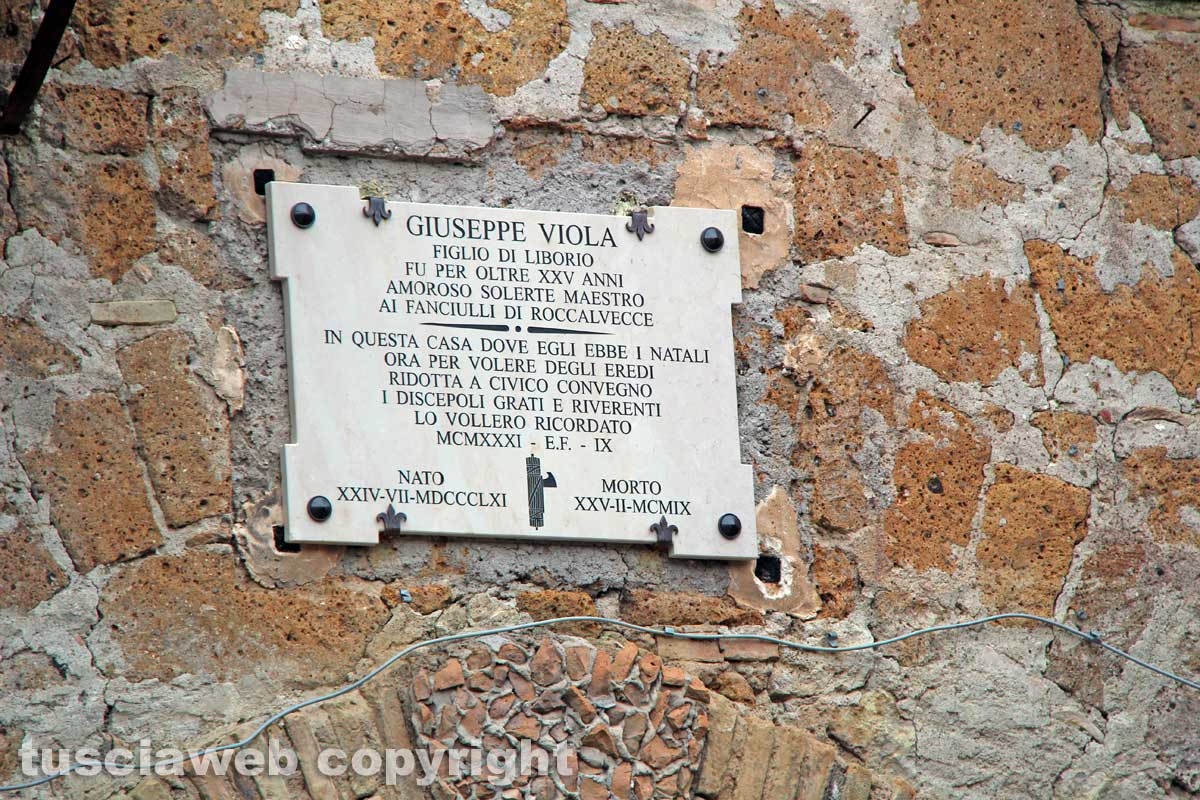 GIUSEPPE VIOLA
FIGLIO DI LIBORIO
FU PER OLTRE XXV ANNI
AMOROSO SOLERTE MAESTRO
AI FANCIULLI DI ROCCALVECCE
IN QUESTA CASA DOVE EGLI EBBE I NATALI
ORA PER VOLERE DEGLI EREDI
RIDOTTA A CIVICO CONVEGNO
I DISCEPOLI GRATI E RIVERENTI
LO VOLLERO RICORDATO
MCMXXXI - E.F. - IX
NATO
XXIV-VII-MDCCCLXI
MORTO
XXV-II-MCMIX
tusciaweb copyright